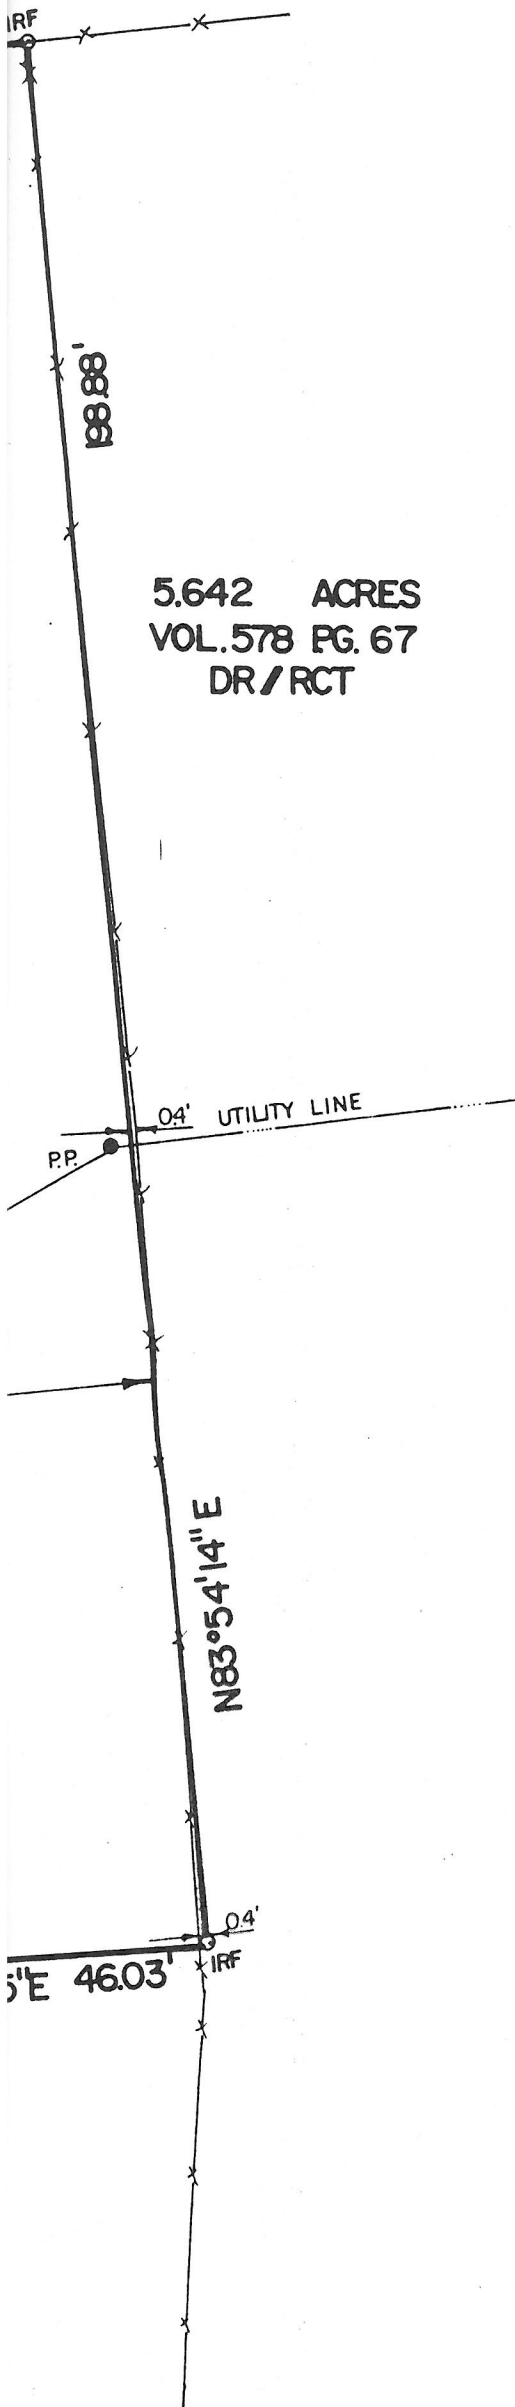 IRF
198.88'
5.642 ACRES
VOL. 578 PG. 67
DR/RCT
0.4' UTILITY LINE
P.P.
N83°54'14"E
0.4'
5"E 46.03'
IRF